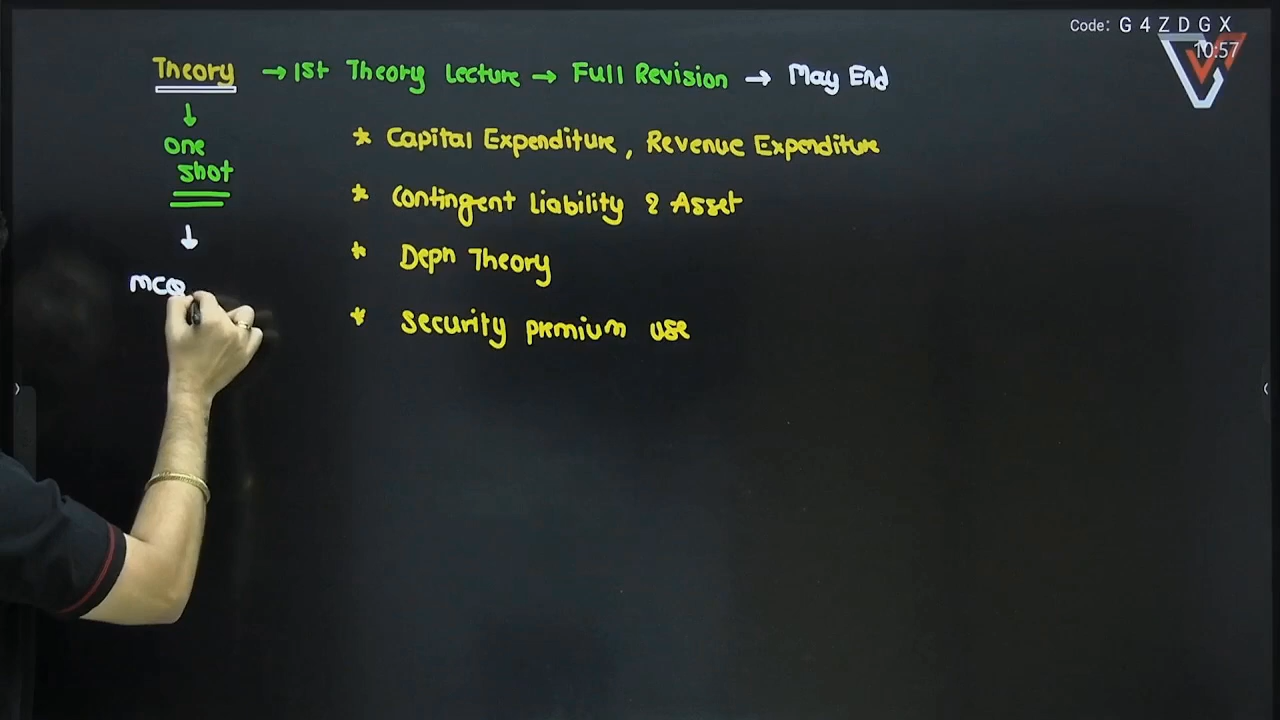 Code: G 4 Z D G X
10:57
Theory → 1st Theory Lecture → Full Revision → May End
↓
one
shot
* Capital Expenditure, Revenue Expenditure
* Contingent Liability & Asset
↓
* Depn Theory
MCQ
* Security premium use